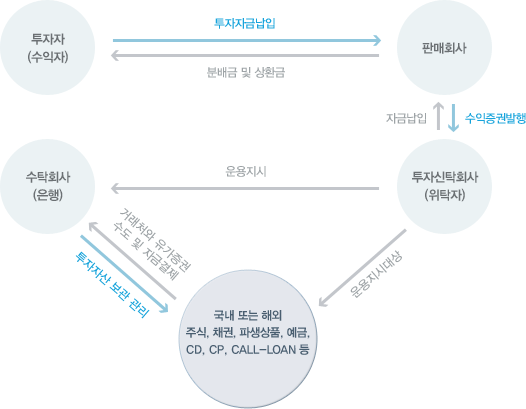 투자자
(수익자)
투자자금납입
분배금 및 상환금
판매회사
자금납입
수익증권발행
수탁회사
(은행)
운용지시
투자신탁회사
(위탁자)
거래처와 유가증권
수도 및 자금결제
투자자산 보관 관리
운용지시대상
국내 또는 해외
주식, 채권, 파생상품, 예금,
CD, CP, CALL-LOAN 등